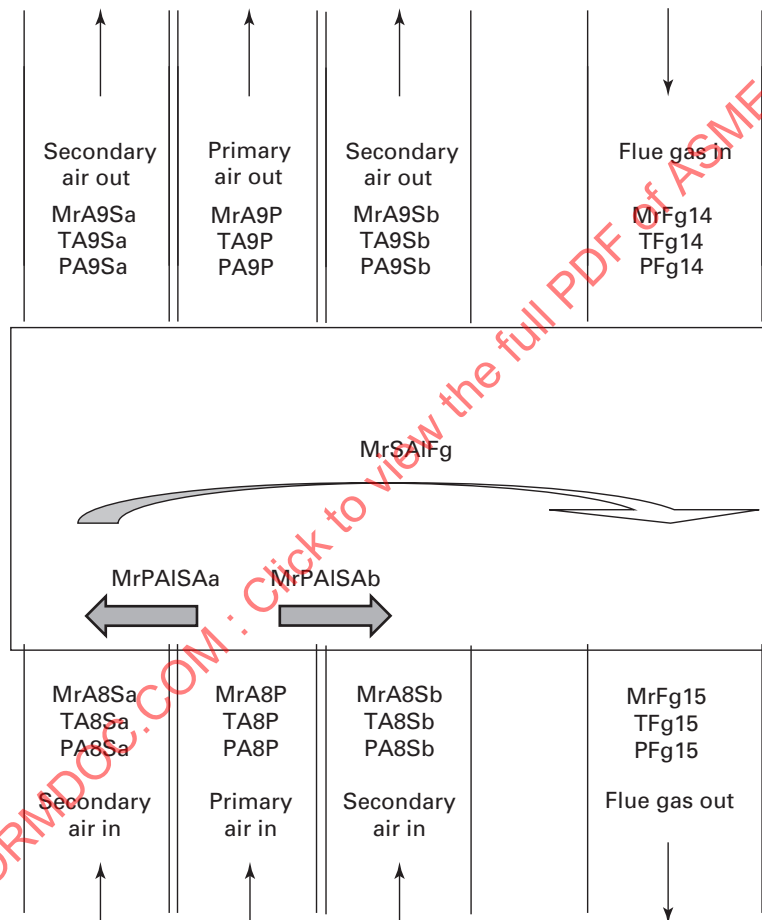 Secondary
air out
MrA9Sa
TA9Sa
PA9Sa
Primary
air out
MrA9P
TA9P
PA9P
Secondary
air out
MrA9Sb
TA9Sb
PA9Sb
Flue gas in
MrFg14
TFg14
PFg14
MrSAlFg
MrPAlSAa
MrPAlSAb
MrA8Sa
TA8Sa
PA8Sa
Secondary
air in
MrA8P
TA8P
PA8P
Primary
air in
MrA8Sb
TA8Sb
PA8Sb
Secondary
air in
MrFg15
TFg15
PFg15
Flue gas out
RMDOC.COM : Click to view the full PDF of ASME